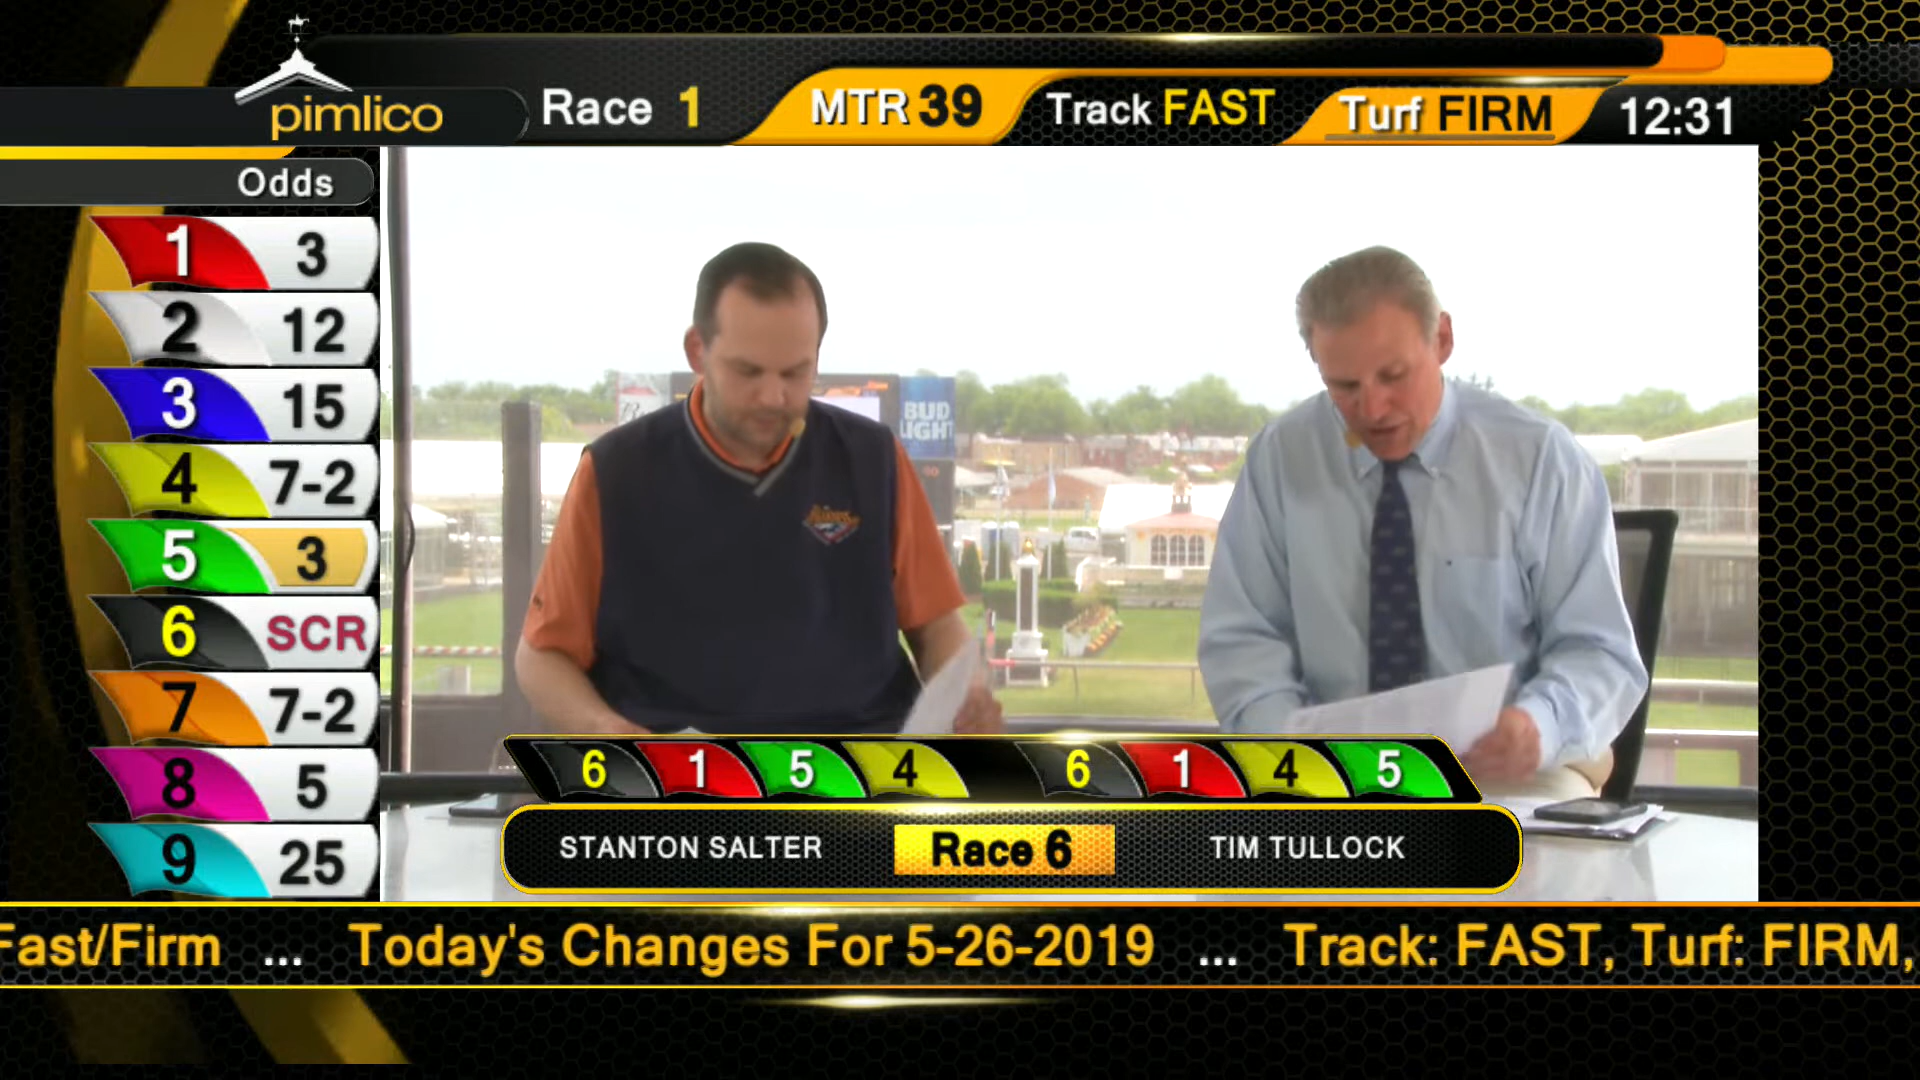 pimlico
Race 1
MTR 39
Track FAST
Turf FIRM
12:31
Odds
1 3
2 12
3 15
4 7-2
5 3
6 SCR
7 7-2
8 5
9 25
BUD
LIGHT
6 1 5 4 6 1 4 5
STANTON SALTER Race 6 TIM TULLOCK
Fast/Firm ... Today's Changes For 5-26-2019 ... Track: FAST, Turf: FIRM,